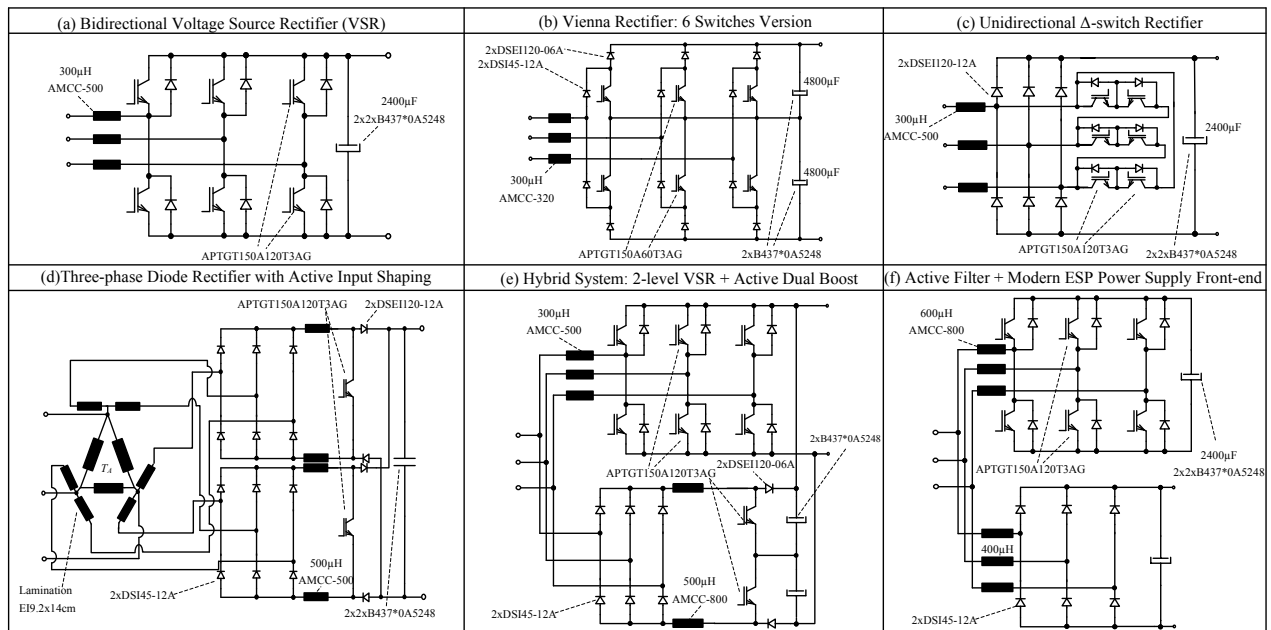 (a) Bidirectional Voltage Source Rectifier (VSR)
300µH
AMCC-500
2400µF
2x2xB437*0A5248
APTGT150A120T3AG
(b) Vienna Rectifier: 6 Switches Version
2xDSEI120-06A
2xDSI45-12A
4800µF
4800µF
300µH
AMCC-320
APTGT150A60T3AG
2xB437*0A5248
(c) Unidirectional Δ-switch Rectifier
2xDSEI120-12A
300µH
AMCC-500
2400µF
APTGT150A120T3AG
2x2xB437*0A5248
(d)Three-phase Diode Rectifier with Active Input Shaping
APTGT150A120T3AG
2xDSEI120-12A
TA
500µH
AMCC-500
Lamination
EI9.2x14cm
2xDSI45-12A
2x2xB437*0A5248
(e) Hybrid System: 2-level VSR + Active Dual Boost
300µH
AMCC-500
2xB437*0A5248
APTGT150A120T3AG
2xDSEI120-06A
500µH
AMCC-800
2xDSI45-12A
(f) Active Filter + Modern ESP Power Supply Front-end
600µH
AMCC-800
APTGT150A120T3AG
2400µF
2x2xB437*0A5248
400µH
2xDSI45-12A